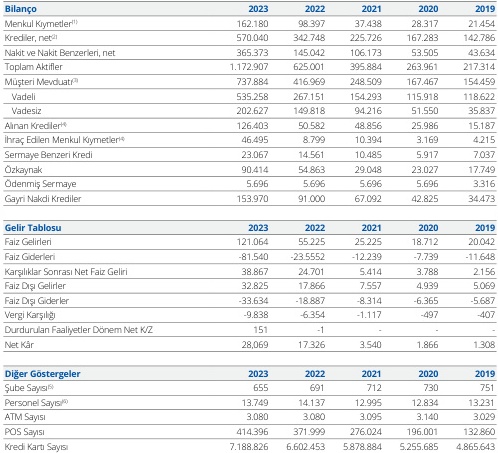 Bilanço 2023 2022 2021 2020 2019
Menkul Kıymetler(1) 162.180 98.397 37.438 28.317 21.454
Krediler, net(2) 570.040 342.748 225.726 167.283 142.786
Nakit ve Nakit Benzerleri, net 365.373 145.042 106.173 53.505 43.634
Toplam Aktifler 1.172.907 625.001 395.884 263.961 217.314
Müşteri Mevduatı(3) 737.884 416.969 248.509 167.467 154.459
Vadeli 535.258 267.151 154.293 115.918 118.622
Vadesiz 202.627 149.818 94.216 51.550 35.837
Alınan Krediler(4) 126.403 50.582 48.856 25.986 15.187
İhraç Edilen Menkul Kıymetler(4) 46.495 8.799 10.394 3.169 4.215
Sermaye Benzeri Kredi 23.067 14.561 10.485 5.917 7.037
Özkaynak 90.414 54.863 29.048 23.027 17.749
Ödenmiş Sermaye 5.696 5.696 5.696 5.696 3.316
Gayri Nakdi Krediler 153.970 91.000 67.092 42.825 34.473
Gelir Tablosu 2023 2022 2021 2020 2019
Faiz Gelirleri 121.064 55.225 25.225 18.712 20.042
Faiz Giderleri -81.540 -23.5552 -12.239 -7.739 -11.648
Karşılıklar Sonrası Net Faiz Geliri 38.867 24.701 5.414 3.788 2.156
Faiz Dışı Gelirler 32.825 17.866 7.557 4.939 5.069
Faiz Dışı Giderler -33.634 -18.887 -8.314 -6.365 -5.687
Vergi Karşılığı -9.838 -6.354 -1.117 -497 -407
Durdurulan Faaliyetler Dönem Net K/Z 151 -1 - - -
Net Kâr 28,069 17.326 3.540 1.866 1.308
Diğer Göstergeler 2023 2022 2021 2020 2019
Şube Sayısı(5) 655 691 712 730 751
Personel Sayısı(6) 13.749 14.137 12.995 12.834 13.231
ATM Sayısı 3.080 3.080 3.095 3.140 3.029
POS Sayısı 414.396 371.999 276.024 196.001 132.860
Kredi Kartı Sayısı 7.188.826 6.602.453 5.878.884 5.255.685 4.865.643